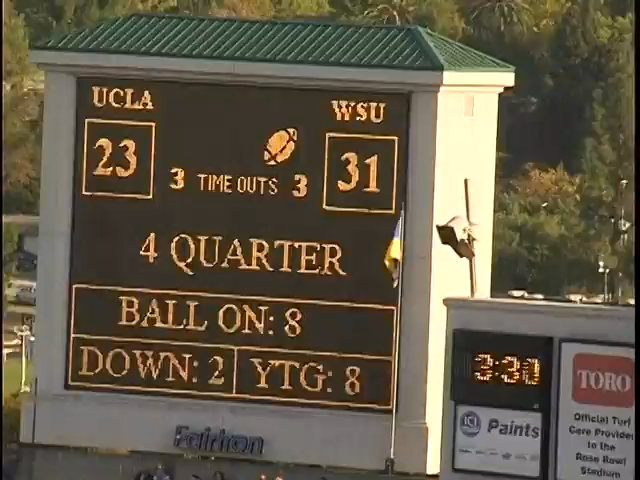 UCLA WSU
23 31
3 TIME OUTS 3
4 QUARTER
BALL ON: 8
DOWN: 2 YTG: 8
Fairtron
3:30
ICI Paints
TORO
Official Turf
Care Provider
to the
Rose Bowl
Stadium